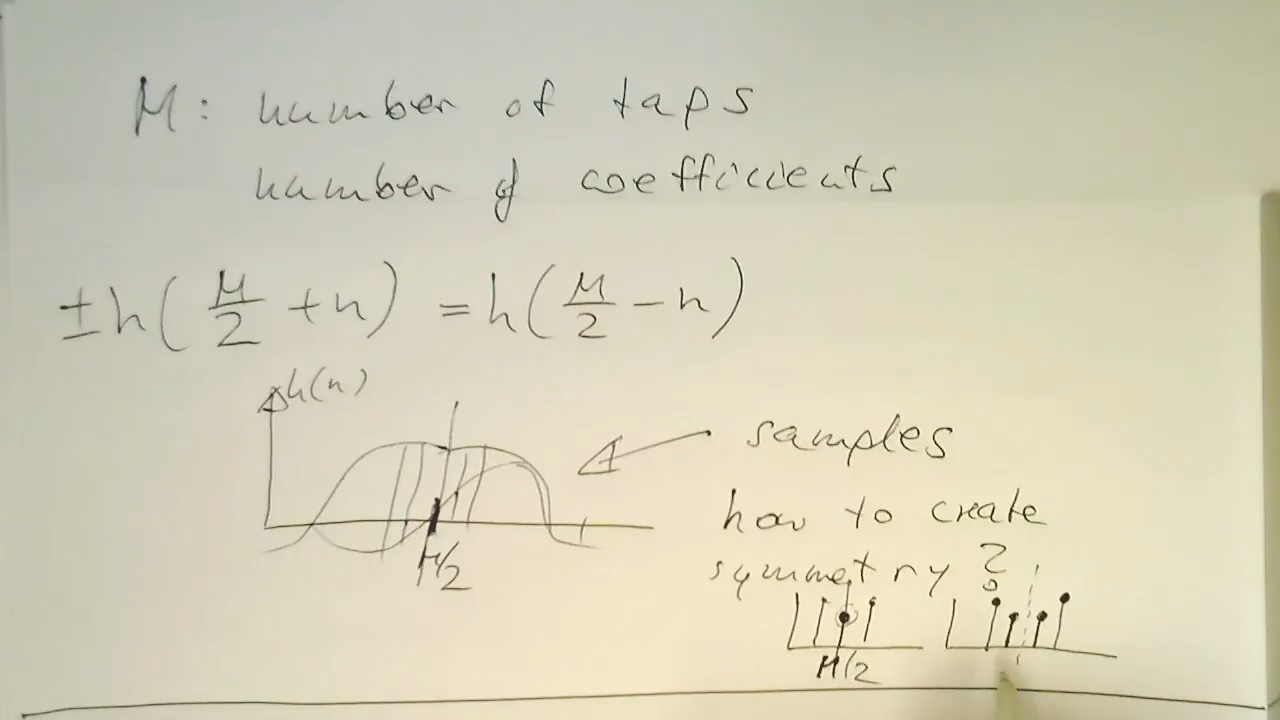 M: number of taps
number of coefficients
±h(M/2 + n) = h(M/2 - n)
h(n)
M/2
samples
how to create
symmetry ?
M/2